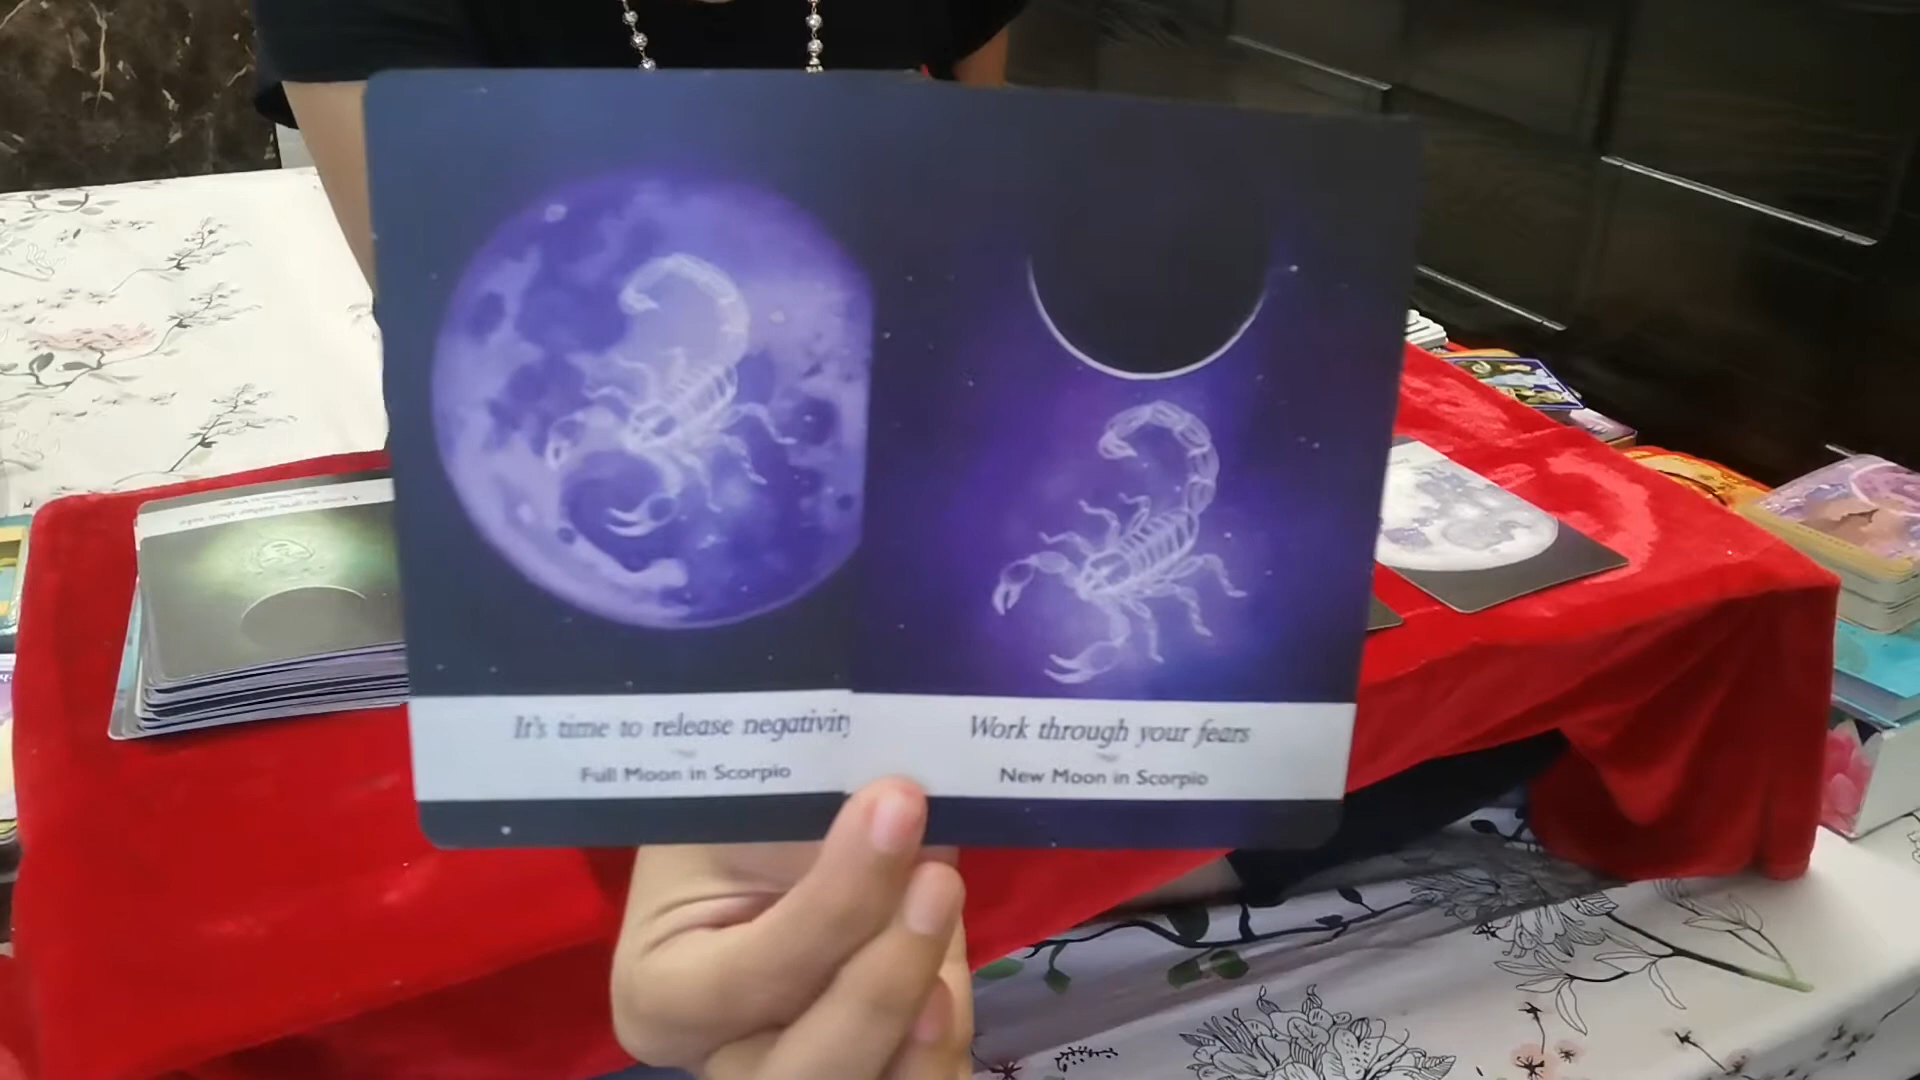 It's time to release negativity
Full Moon in Scorpio
Work through your fears
New Moon in Scorpio